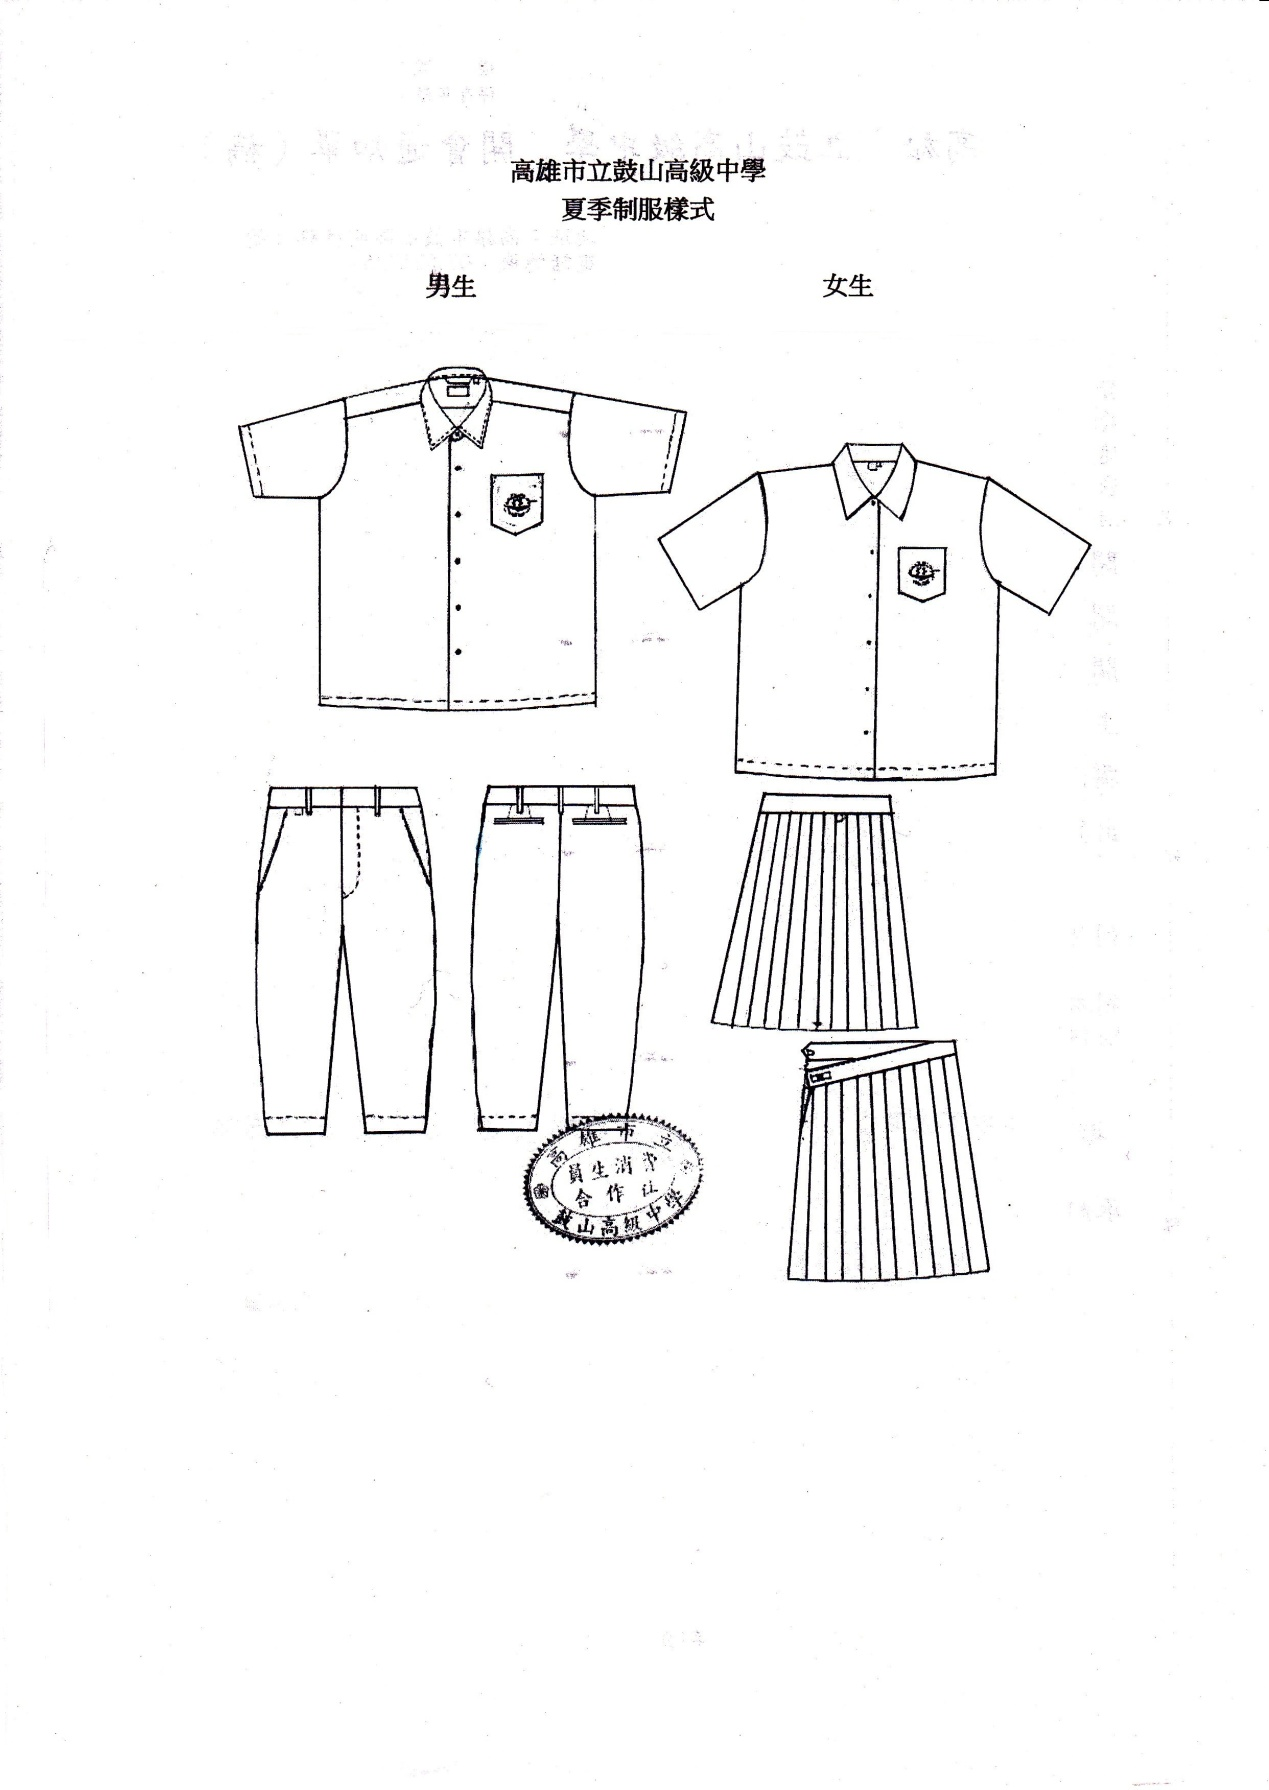 高雄市立鼓山高級中學
夏季制服樣式
男生
女生
高雄市立
員生消費
合作社
鼓山高級中學